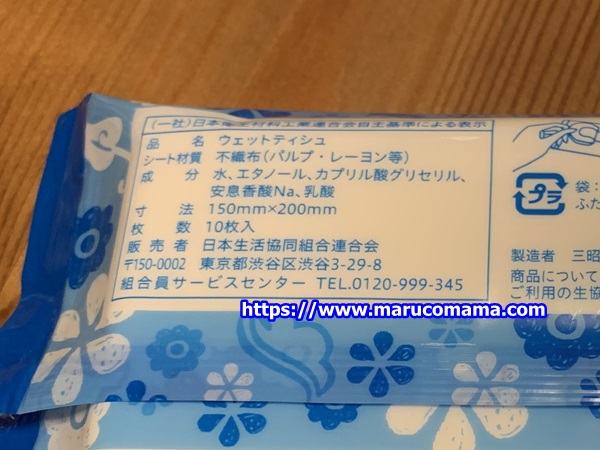 (一社)日本衛生材料工業連合会自主基準による表示
品 名 ウェットティシュ
シート材質 不織布(パルプ・レーヨン等)
成 分 水、エタノール、カプリル酸グリセリル、
安息香酸Na、乳酸
寸 法 150mm×200mm
枚 数 10枚入
販 売 者 日本生活協同組合連合会
〒150-0002 東京都渋谷区渋谷3-29-8
組合員サービスセンター TEL.0120-999-345
プラ
袋:
ふた
製造者 三昭
商品について
ご利用の生協
https://www.marucomama.com